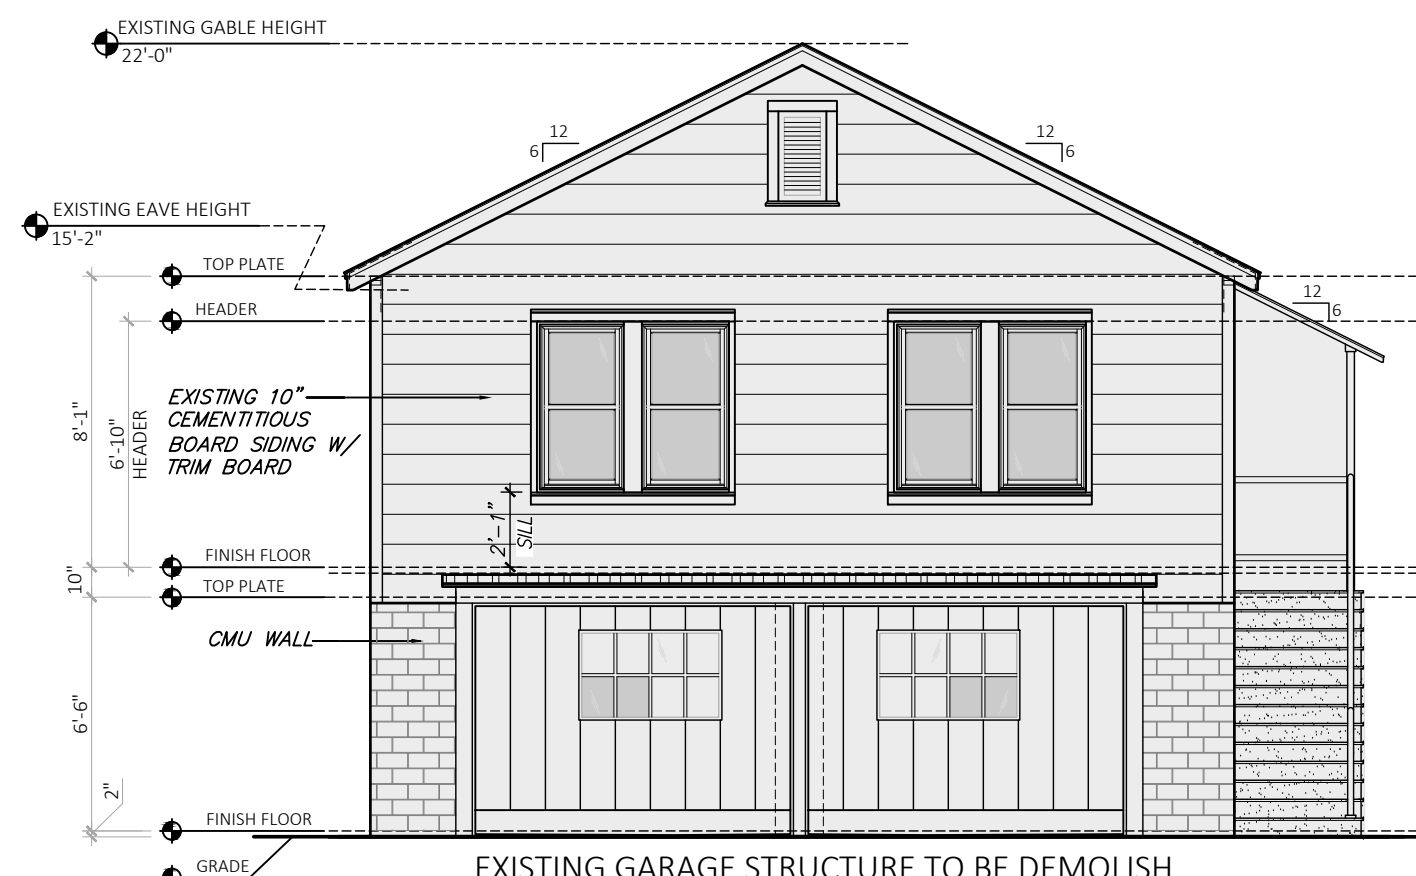 EXISTING GABLE HEIGHT
22'-0"
12
6
12
6
EXISTING EAVE HEIGHT
15'-2"
TOP PLATE
HEADER
12
6
8'-1"
6'-10"
HEADER
EXISTING 10"
CEMENTITIOUS
BOARD SIDING W/
TRIM BOARD
2'-1"
SILL
FINISH FLOOR
10"
TOP PLATE
CMU WALL
6'-6"
2"
FINISH FLOOR
GRADE
EXISTING GARAGE STRUCTURE TO BE DEMOLISH